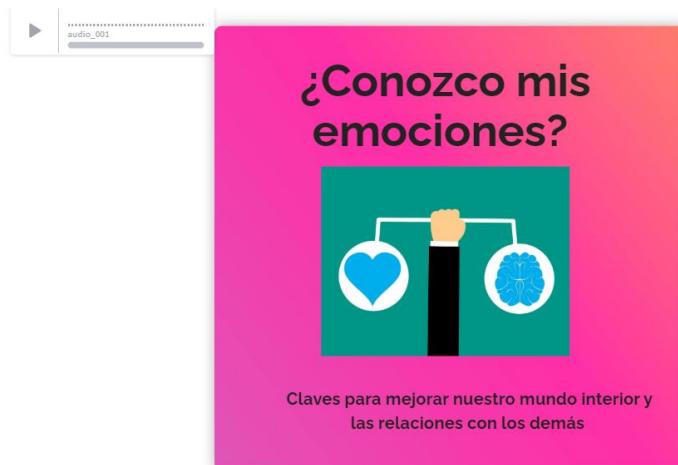 audio_001
¿Conozco mis
emociones?
Claves para mejorar nuestro mundo interior y
las relaciones con los demás